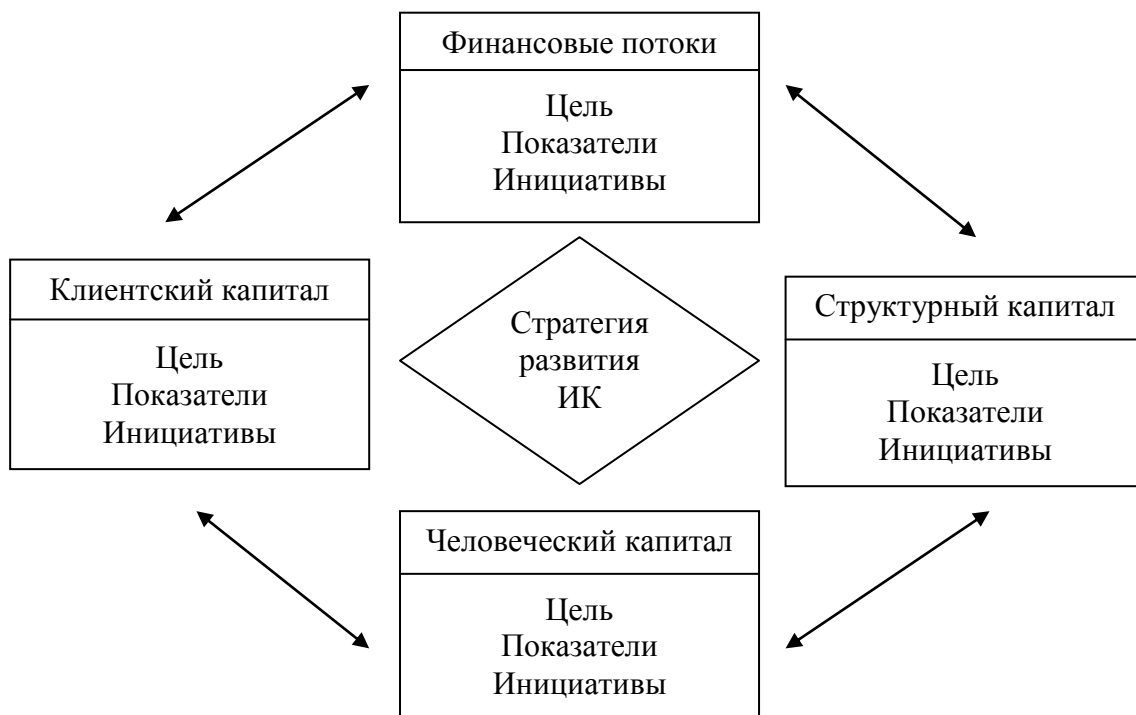 Финансовые потоки
Цель
Показатели
Инициативы
Клиентский капитал
Цель
Показатели
Инициативы
Стратегия
развития
ИК
Структурный капитал
Цель
Показатели
Инициативы
Человеческий капитал
Цель
Показатели
Инициативы